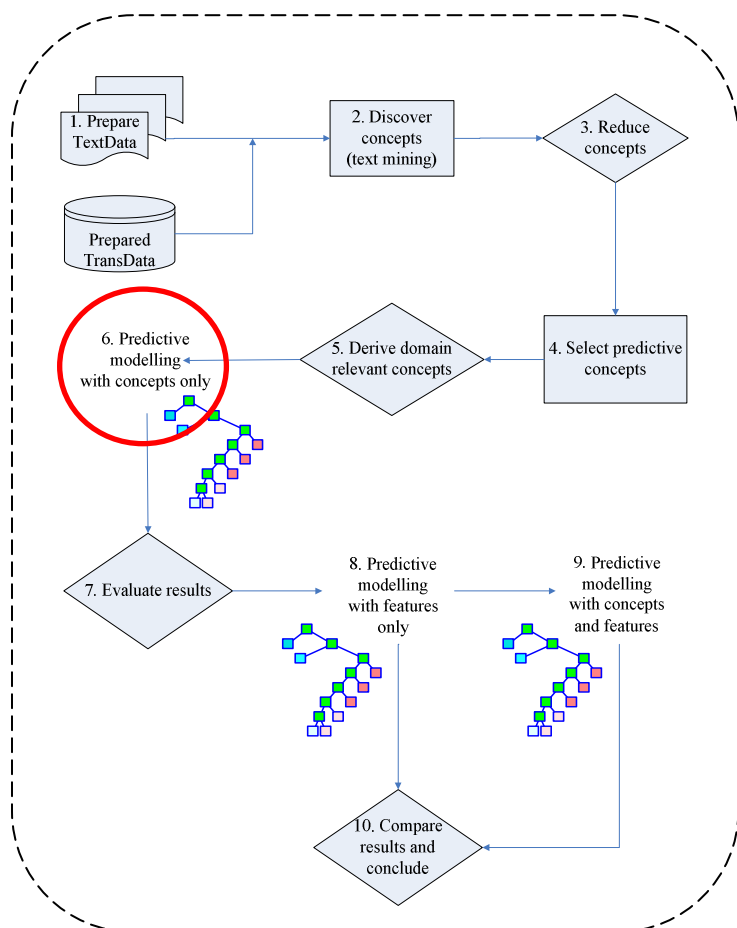 1. Prepare
TextData
2. Discover
concepts
(text mining)
3. Reduce
concepts
Prepared
TransData
4. Select predictive
concepts
5. Derive domain
relevant concepts
6. Predictive
modelling
with concepts only
7. Evaluate results
8. Predictive
modelling
with features
only
9. Predictive
modelling
with concepts
and features
10. Compare
results and
conclude